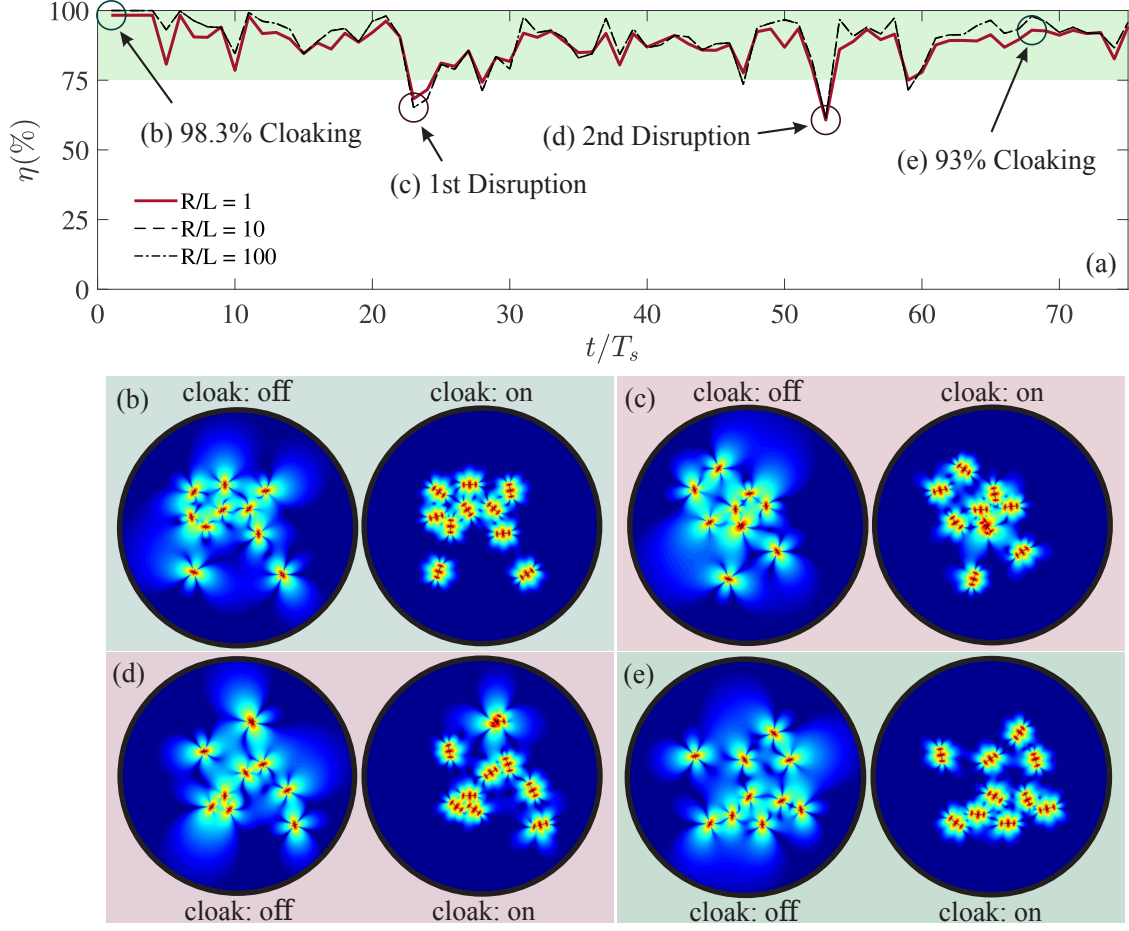 100
75
50
25
0
η(%)
(b) 98.3% Cloaking
(c) 1st Disruption
(d) 2nd Disruption
(e) 93% Cloaking
R/L = 1
R/L = 10
R/L = 100
(a)
0 10 20 30 40 50 60 70
t/T_s
(b) cloak: off cloak: on
(c) cloak: off cloak: on
(d)
cloak: off cloak: on
(e)
cloak: off cloak: on